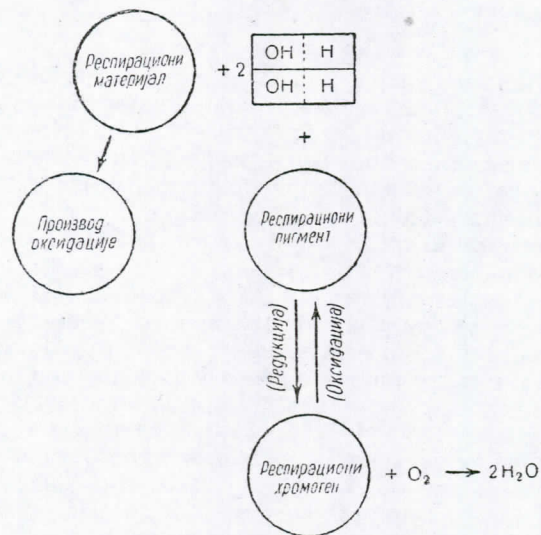 Респирациони
материјал
+ 2
OH H
OH H
+
Производ
оксидације
Респирациони
пигмент
(Редукција)
(Оксидација)
Респирациони
хромоген
+ O₂ → 2H₂O